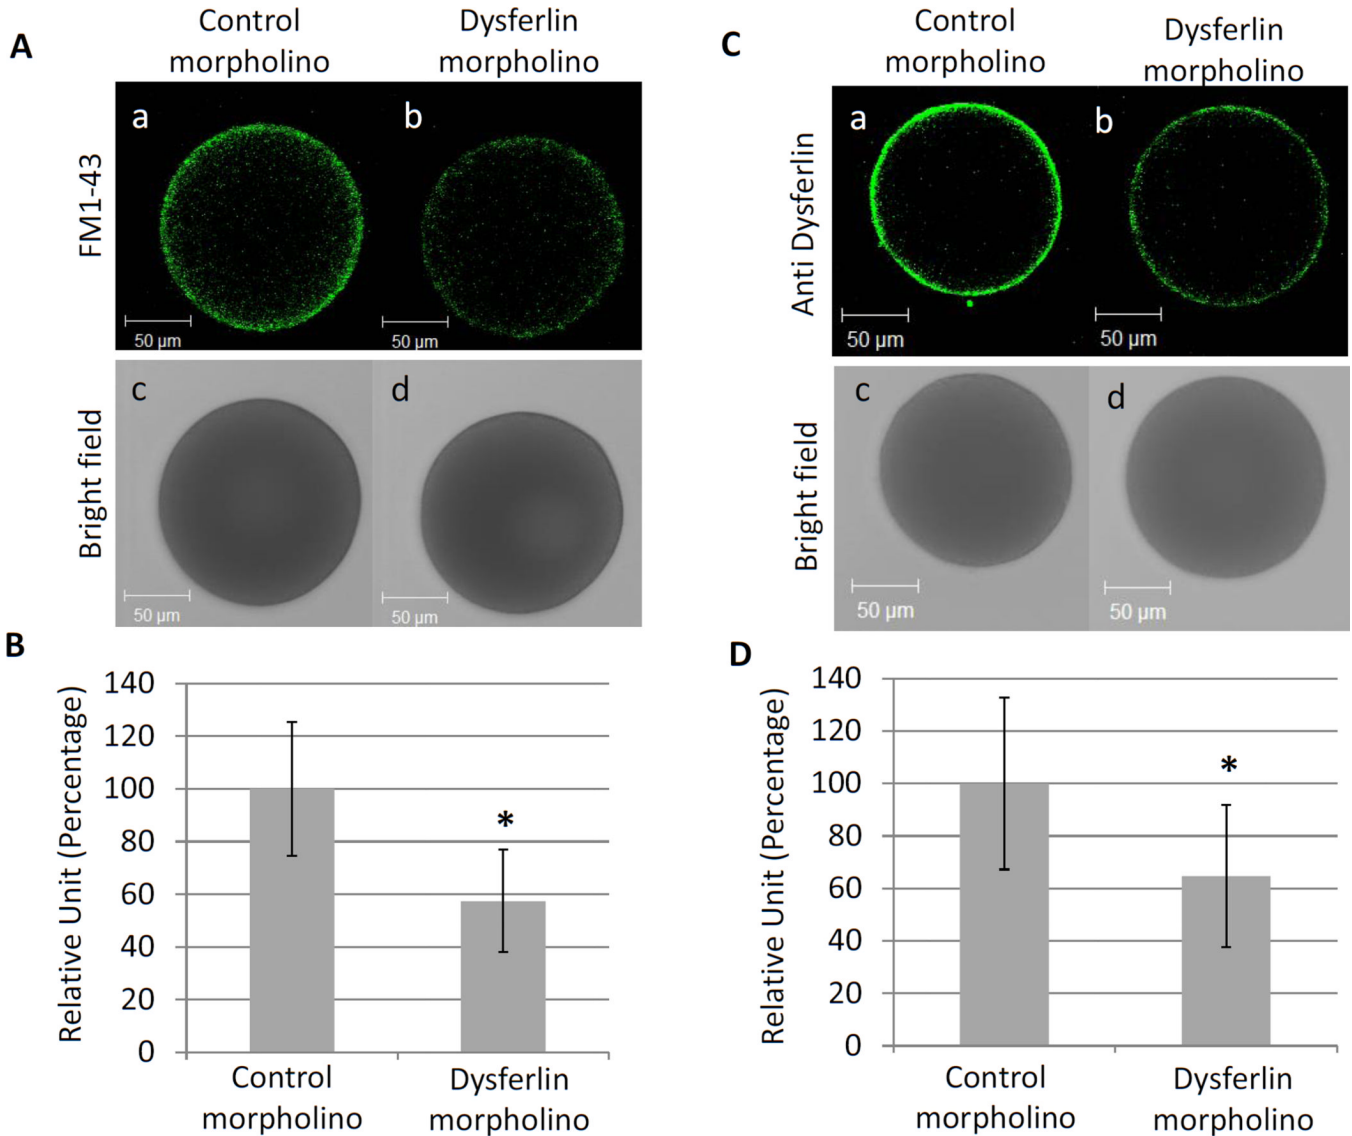 A
Control
morpholino
Dysferlin
morpholino
FM1-43
a
b
50 µm
50 µm
Bright field
c
d
50 µm
50 µm
B
Relative Unit (Percentage)
140
120
100
80
60
40
20
0
*
Control
morpholino
Dysferlin
morpholino
C
Control
morpholino
Dysferlin
morpholino
Anti Dysferlin
a
b
50 µm
50 µm
Bright field
c
d
50 µm
50 µm
D
Relative Unit (Percentage)
140
120
100
80
60
40
20
0
*
Control
morpholino
Dysferlin
morpholino